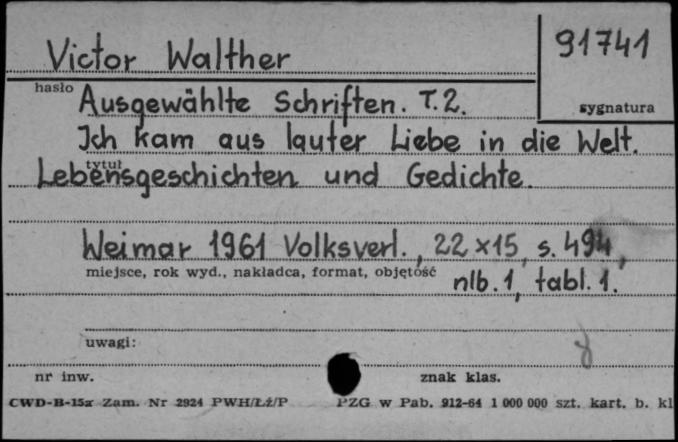 Victor Walther
91741
hasło
Ausgewählte Schriften. T.2.
sygnatura
Ich kam aus lauter Liebe in die Welt.
tytuł
Lebensgeschichten und Gedichte.
Weimar 1961 Volksverl., 22 x 15, s. 494,
miejsce, rok wyd., nakładca, format, objętość
nlb. 1, tabl. 1.
uwagi:
nr inw. znak klas.
CWD-B-15x Zam. Nr 2924 PWH/Łź/P PZG w Pab. 912-64 1 000 000 szt. kart. b. kl